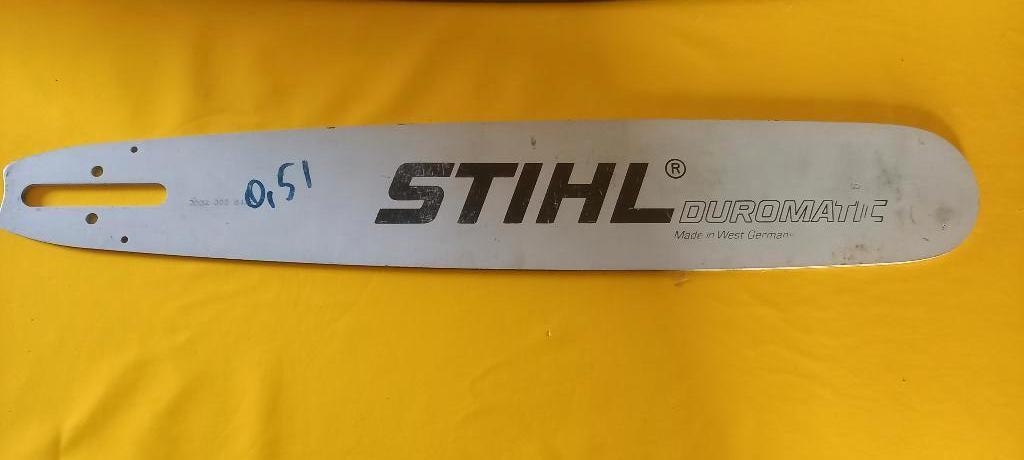 0,51
STIHL®
DUROMATIC
Made in West Germany